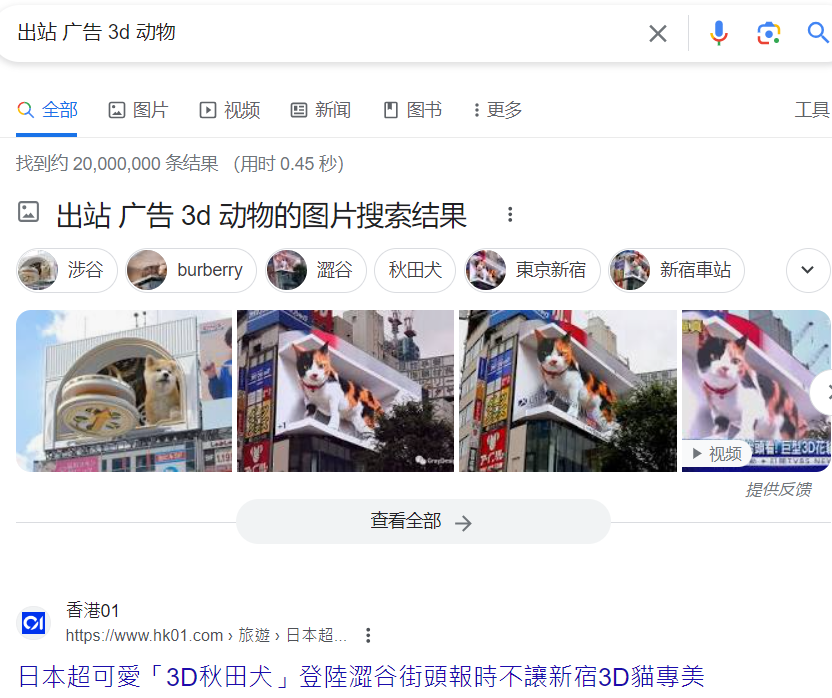 出站 广告 3d 动物
全部 图片 视频 新闻 图书 更多 工具
找到约 20,000,000 条结果 （用时 0.45 秒）
出站 广告 3d 动物的图片搜索结果
涉谷 burberry 澀谷 秋田犬 東京新宿 新宿車站
视频
提供反馈
查看全部
香港01
https://www.hk01.com › 旅遊 › 日本超...
日本超可愛「3D秋田犬」登陸澀谷街頭報時不讓新宿3D貓專美